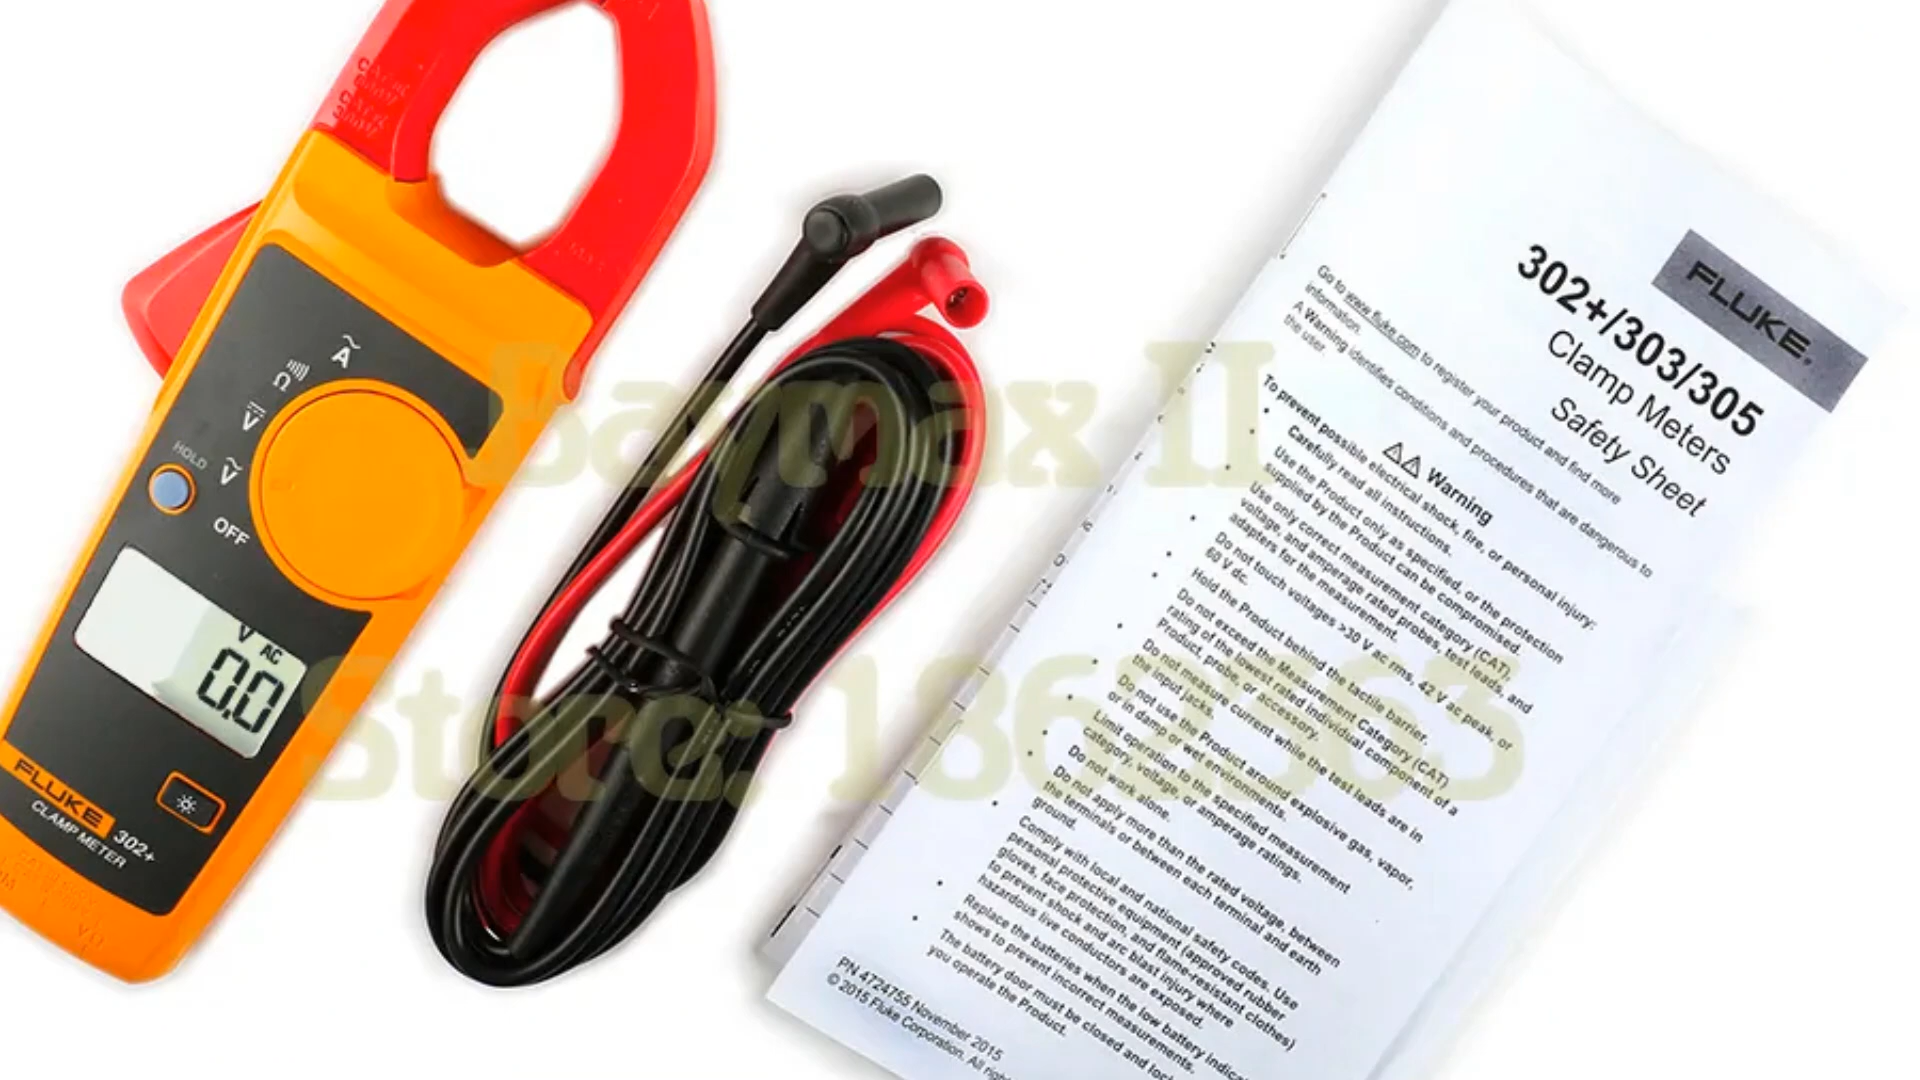 Ã
Ω
V
HOLD
Ṽ
OFF
V
AC
0.0
FLUKE
302+
CLAMP METER
Baymax II
Store: 1862363
FLUKE®
302+/303/305
Clamp Meters
Safety Sheet
Go to www.fluke.com to register your product and find more
information.
A Warning identifies conditions and procedures that are dangerous to
the user.
⚠⚠ Warning
To prevent possible electrical shock, fire, or personal injury:
• Carefully read all instructions.
• Use the Product only as specified, or the protection
supplied by the Product can be compromised.
• Use only correct measurement category (CAT),
voltage, and amperage rated probes, test leads, and
adapters for the measurement.
• Do not touch voltages >30 V ac rms, 42 V ac peak, or
60 V dc.
• Hold the Product behind the tactile barrier.
• Do not exceed the Measurement Category (CAT)
rating of the lowest rated individual component of a
Product, probe, or accessory.
• Do not measure current while the test leads are in
the input jacks.
• Do not use the Product around explosive gas, vapor,
or in damp or wet environments.
• Limit operation to the specified measurement
category, voltage, or amperage ratings.
• Do not work alone.
• Do not apply more than the rated voltage, between
the terminals or between each terminal and earth
ground.
• Comply with local and national safety codes. Use
personal protective equipment (approved rubber
gloves, face protection, and flame-resistant clothes)
to prevent shock and arc blast injury where
hazardous live conductors are exposed.
• Replace the batteries when the low battery
shows to prevent incorrect measurements.
• The battery door must be closed and
you operate the Product.
PN 4724755 November 2015
© 2015 Fluke Corporation. All